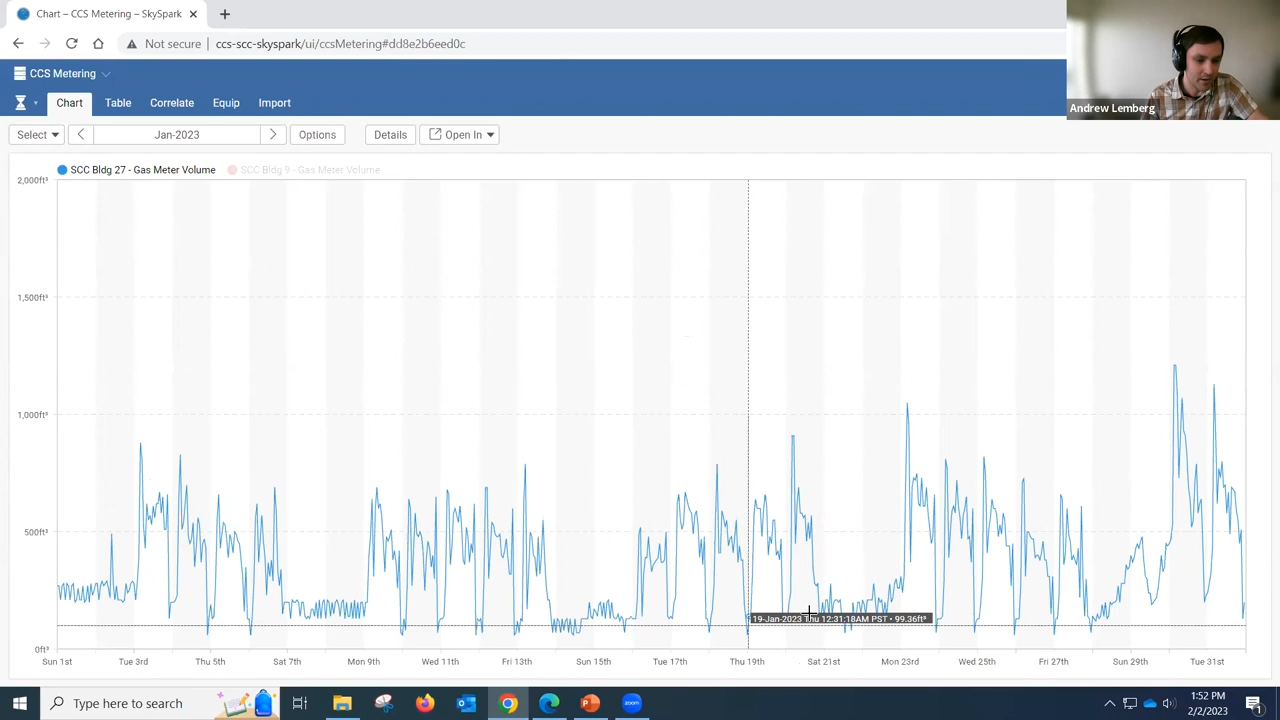 Chart – CCS Metering – SkySpark
Not secure
ccs-scc-skyspark/ui/ccsMetering#dd8e2b6eed0c
CCS Metering
Chart Table Correlate Equip Import
Select Jan-2023 Options Details Open In
Andrew Lemberg
SCC Bldg 27 - Gas Meter Volume SCC Bldg 9 - Gas Meter Volume
2,000ft³
1,500ft³
1,000ft³
500ft³
19-Jan-2023 Thu 12:31:18AM PST • 99.36ft³
0ft³
Sun 1st Tue 3rd Thu 5th Sat 7th Mon 9th Wed 11th Fri 13th Sun 15th Tue 17th Thu 19th Sat 21st Mon 23rd Wed 25th Fri 27th Sun 29th Tue 31st
Type here to search
zoom
1:52 PM
2/2/2023
1